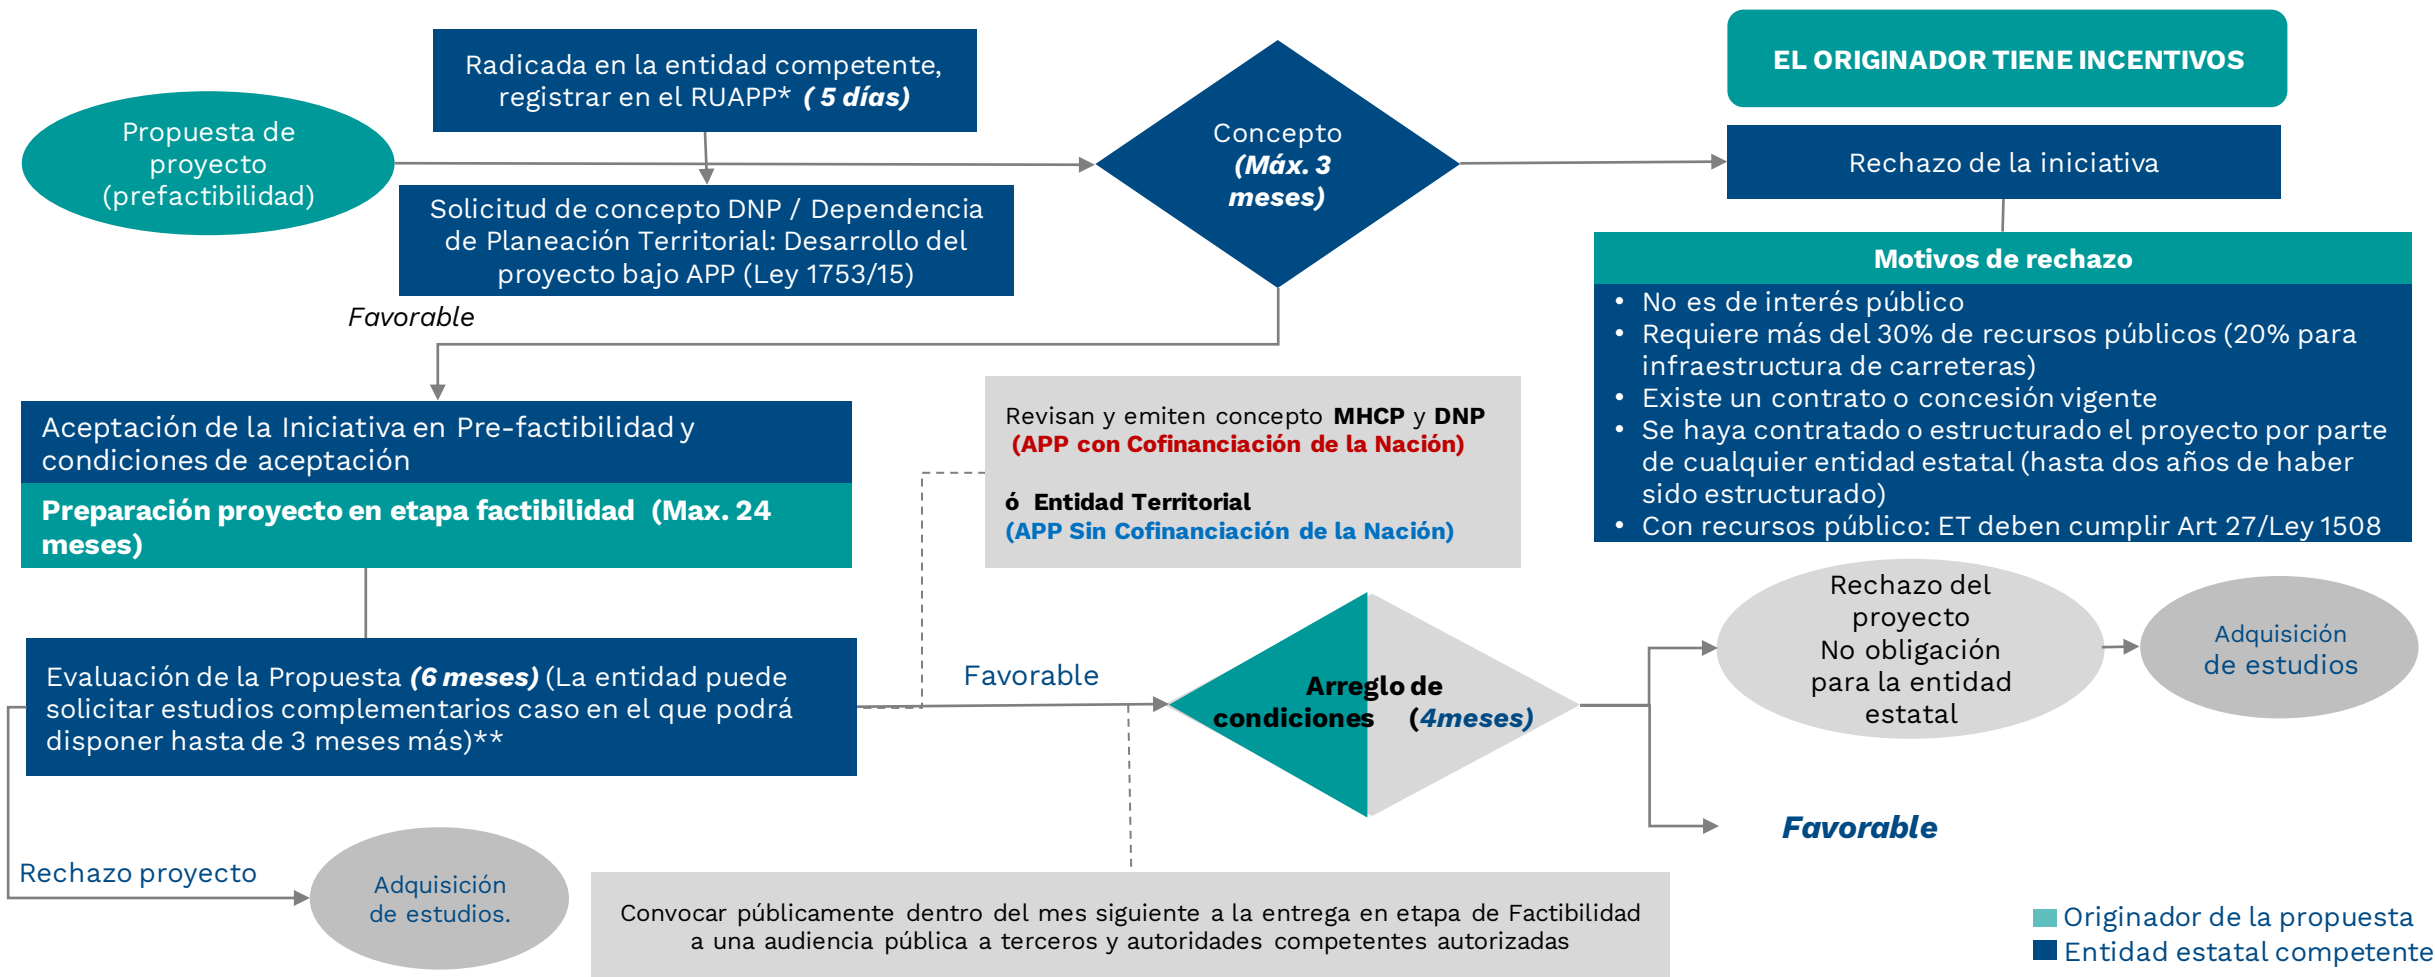 Propuesta de
proyecto
(prefactibilidad)
Radicada en la entidad competente,
registrar en el RUAPP* ( 5 días)
Solicitud de concepto DNP / Dependencia
de Planeación Territorial: Desarrollo del
proyecto bajo APP (Ley 1753/15)
Concepto
(Máx. 3
meses)
EL ORIGINADOR TIENE INCENTIVOS
Rechazo de la iniciativa
Motivos de rechazo
• No es de interés público
• Requiere más del 30% de recursos públicos (20% para
infraestructura de carreteras)
• Existe un contrato o concesión vigente
• Se haya contratado o estructurado el proyecto por parte
de cualquier entidad estatal (hasta dos años de haber
sido estructurado)
• Con recursos público: ET deben cumplir Art 27/Ley 1508
Favorable
Aceptación de la Iniciativa en Pre-factibilidad y
condiciones de aceptación
Preparación proyecto en etapa factibilidad (Max. 24
meses)
Revisan y emiten concepto MHCP y DNP
(APP con Cofinanciación de la Nación)
ó Entidad Territorial
(APP Sin Cofinanciación de la Nación)
Evaluación de la Propuesta (6 meses) (La entidad puede
solicitar estudios complementarios caso en el que podrá
disponer hasta de 3 meses más)**
Favorable
Arreglo de
condiciones (4meses)
Rechazo del
proyecto
No obligación
para la entidad
estatal
Adquisición
de estudios
Favorable
Rechazo proyecto
Adquisición
de estudios.
Convocar públicamente dentro del mes siguiente a la entrega en etapa de Factibilidad
a una audiencia pública a terceros y autoridades competentes autorizadas
Originador de la propuesta
Entidad estatal competente